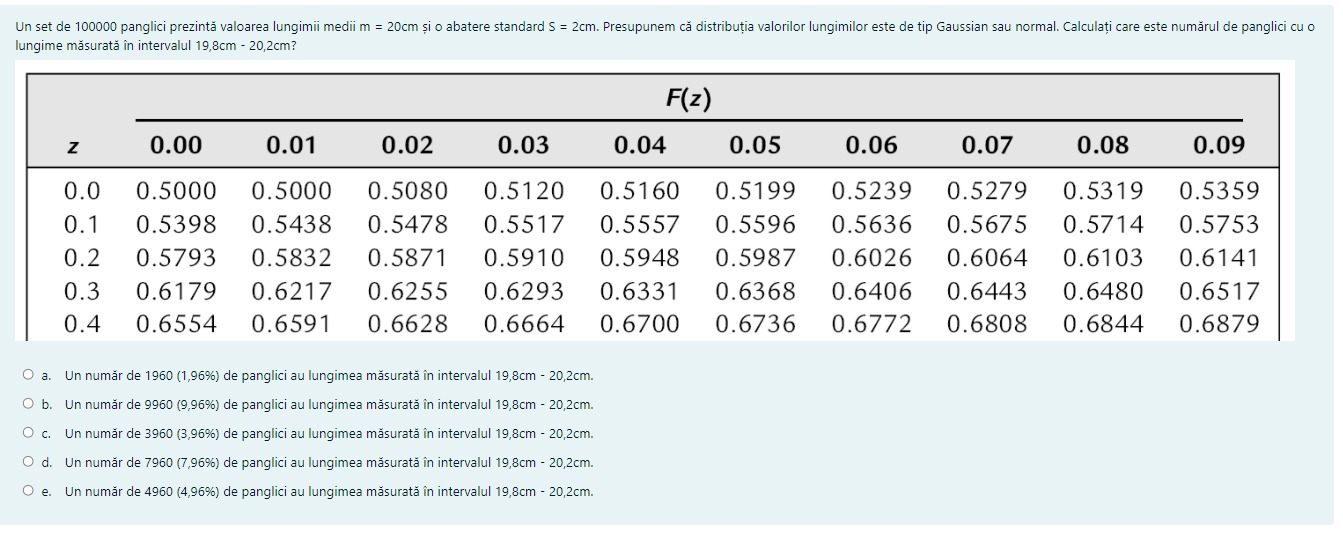 Un set de 100000 panglici prezintă valoarea lungimii medii m = 20cm și o abatere standard S = 2cm. Presupunem că distribuția valorilor lungimilor este de tip Gaussian sau normal. Calculați care este numărul de panglici cu o
lungime măsurată în intervalul 19,8cm - 20,2cm?
F(z)
z 0.00 0.01 0.02 0.03 0.04 0.05 0.06 0.07 0.08 0.09
0.0 0.5000 0.5000 0.5080 0.5120 0.5160 0.5199 0.5239 0.5279 0.5319 0.5359
0.1 0.5398 0.5438 0.5478 0.5517 0.5557 0.5596 0.5636 0.5675 0.5714 0.5753
0.2 0.5793 0.5832 0.5871 0.5910 0.5948 0.5987 0.6026 0.6064 0.6103 0.6141
0.3 0.6179 0.6217 0.6255 0.6293 0.6331 0.6368 0.6406 0.6443 0.6480 0.6517
0.4 0.6554 0.6591 0.6628 0.6664 0.6700 0.6736 0.6772 0.6808 0.6844 0.6879
a. Un număr de 1960 (1,96%) de panglici au lungimea măsurată în intervalul 19,8cm - 20,2cm.
b. Un număr de 9960 (9,96%) de panglici au lungimea măsurată în intervalul 19,8cm - 20,2cm.
c. Un număr de 3960 (3,96%) de panglici au lungimea măsurată în intervalul 19,8cm - 20,2cm.
d. Un număr de 7960 (7,96%) de panglici au lungimea măsurată în intervalul 19,8cm - 20,2cm.
e. Un număr de 4960 (4,96%) de panglici au lungimea măsurată în intervalul 19,8cm - 20,2cm.